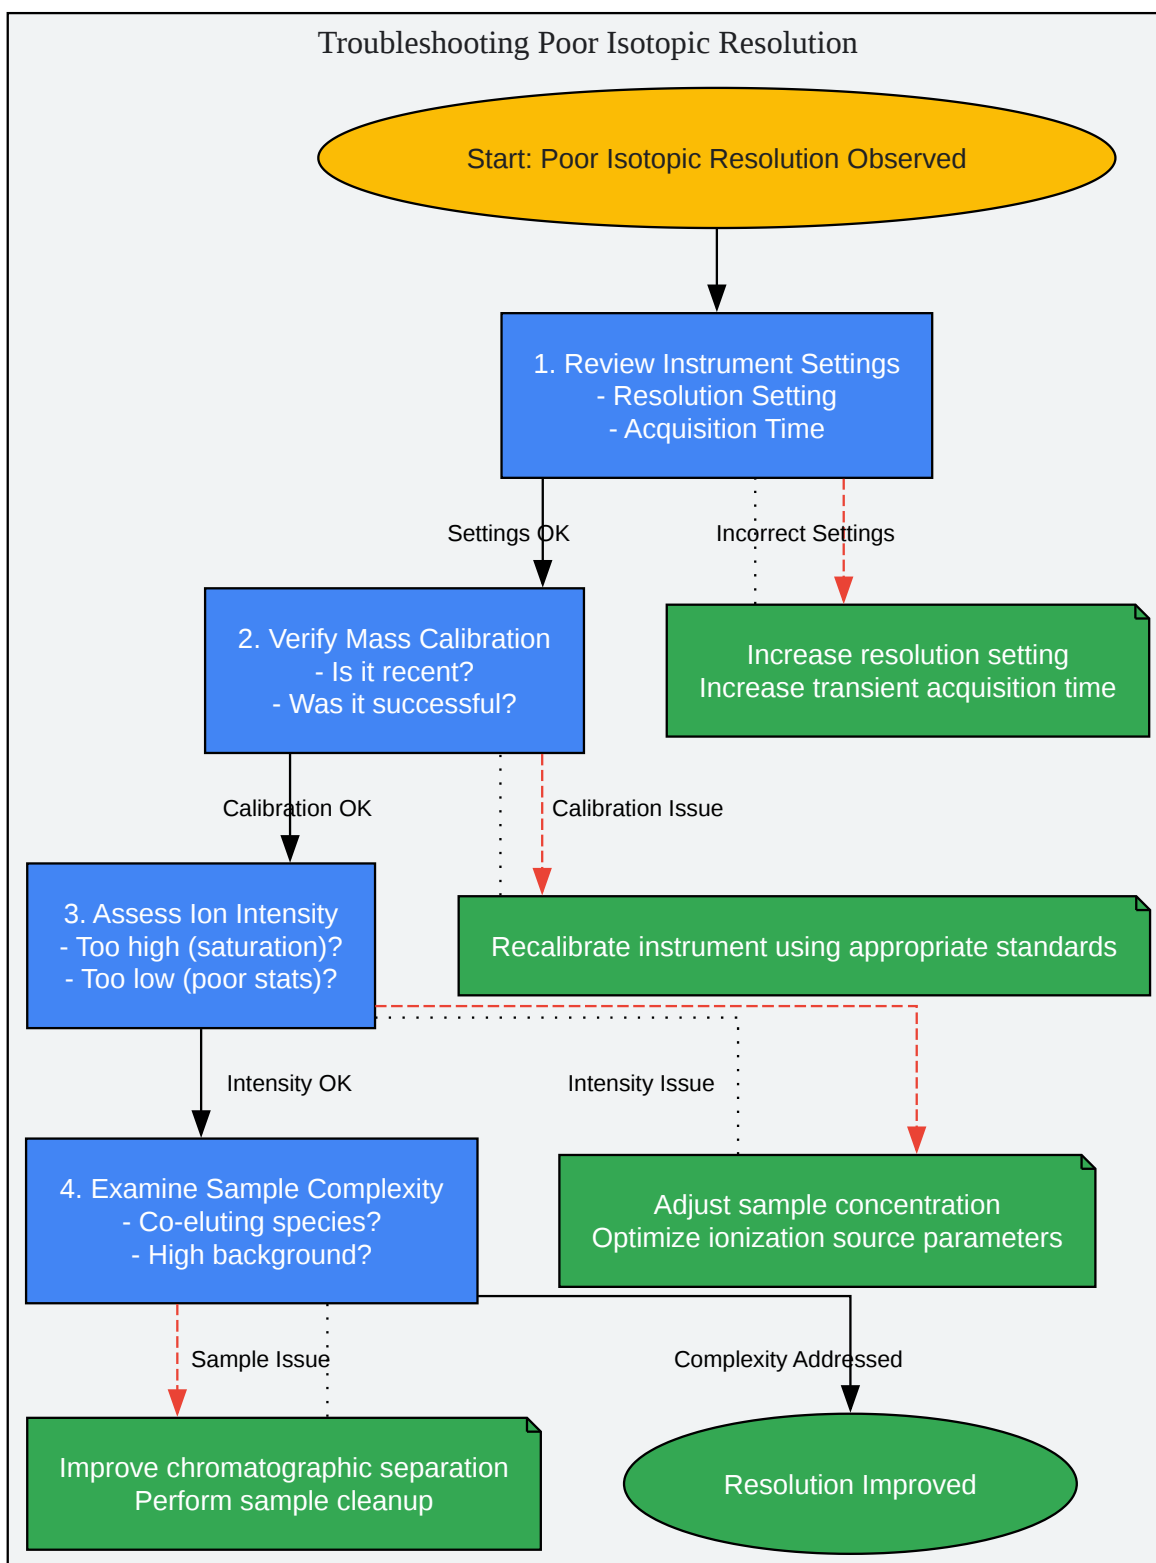 Troubleshooting Poor Isotopic Resolution
Start: Poor Isotopic Resolution Observed
1. Review Instrument Settings
- Resolution Setting
- Acquisition Time
Settings OK
Incorrect Settings
2. Verify Mass Calibration
- Is it recent?
- Was it successful?
Increase resolution setting
Increase transient acquisition time
Calibration OK
Calibration Issue
3. Assess Ion Intensity
- Too high (saturation)?
- Too low (poor stats)?
Recalibrate instrument using appropriate standards
Intensity OK
Intensity Issue
4. Examine Sample Complexity
- Co-eluting species?
- High background?
Adjust sample concentration
Optimize ionization source parameters
Sample Issue
Complexity Addressed
Improve chromatographic separation
Perform sample cleanup
Resolution Improved